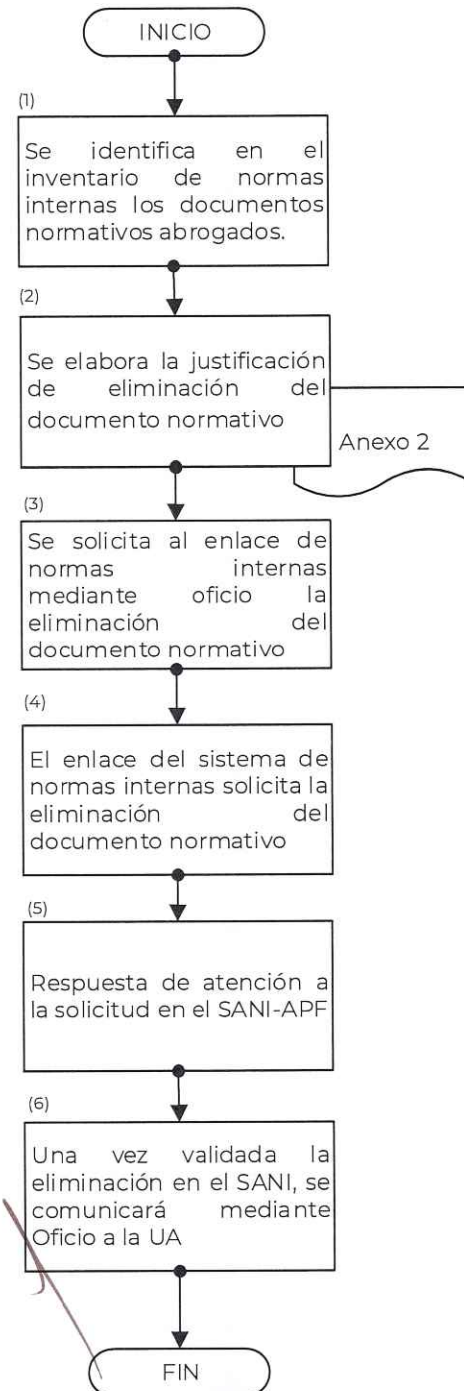 INICIO
(1)
Se identifica en el
inventario de normas
internas los documentos
normativos abrogados.
(2)
Se elabora la justificación
de eliminación del
documento normativo
Anexo 2
(3)
Se solicita al enlace de
normas internas
mediante oficio la
eliminación del
documento normativo
(4)
El enlace del sistema de
normas internas solicita la
eliminación del
documento normativo
(5)
Respuesta de atención a
la solicitud en el SANI-APF
(6)
Una vez validada la
eliminación en el SANI, se
comunicará mediante
Oficio a la UA
FIN